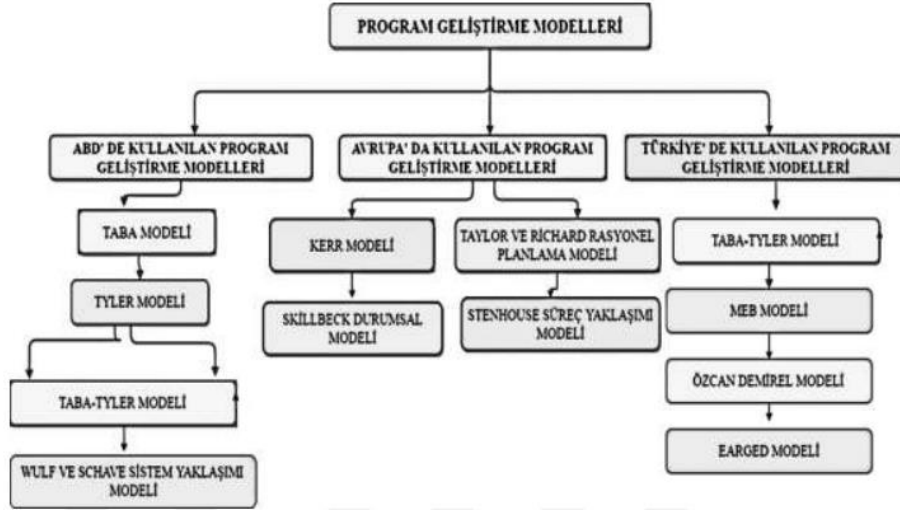 PROGRAM GELİŞTİRME MODELLERİ
ABD' DE KULLANILAN PROGRAM
GELİŞTİRME MODELLERİ
AVRUPA' DA KULLANILAN PROGRAM
GELİŞTİRME MODELLERİ
TÜRKİYE' DE KULLANILAN PROGRAM
GELİŞTİRME MODELLERİ
TABA MODELİ
TYLER MODELİ
TABA-TYLER MODELİ
WULF VE SCHAVE SİSTEM YAKLAŞIMI
MODELİ
KERR MODELİ
SKİLLBECK DURUMSAL
MODELİ
TAYLOR VE RİCHARD RASYONEL
PLANLAMA MODELİ
STENHOUSE SÜREÇ YAKLAŞIMI
MODELİ
TABA-TYLER MODELİ
MEB MODELİ
ÖZCAN DEMİREL MODELİ
EARGED MODELİ